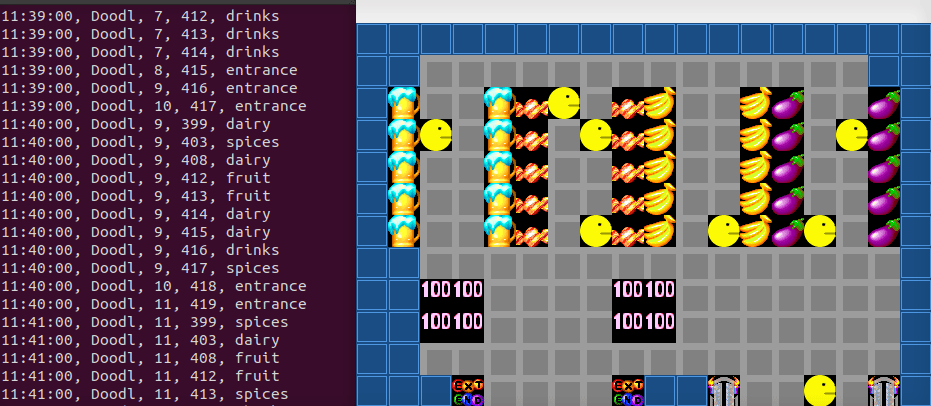 11:39:00, Doodl, 7, 412, drinks
11:39:00, Doodl, 7, 413, drinks
11:39:00, Doodl, 7, 414, drinks
11:39:00, Doodl, 8, 415, entrance
11:39:00, Doodl, 9, 416, entrance
11:39:00, Doodl, 10, 417, entrance
11:40:00, Doodl, 9, 399, dairy
11:40:00, Doodl, 9, 403, spices
11:40:00, Doodl, 9, 408, dairy
11:40:00, Doodl, 9, 412, fruit
11:40:00, Doodl, 9, 413, fruit
11:40:00, Doodl, 9, 414, dairy
11:40:00, Doodl, 9, 415, dairy
11:40:00, Doodl, 9, 416, drinks
11:40:00, Doodl, 9, 417, spices
11:40:00, Doodl, 10, 418, entrance
11:40:00, Doodl, 11, 419, entrance
11:41:00, Doodl, 11, 399, spices
11:41:00, Doodl, 11, 403, dairy
11:41:00, Doodl, 11, 408, fruit
11:41:00, Doodl, 11, 412, fruit
11:41:00, Doodl, 11, 413, spices
100 100 100 100
100 100 100 100
EXT EXT
END END